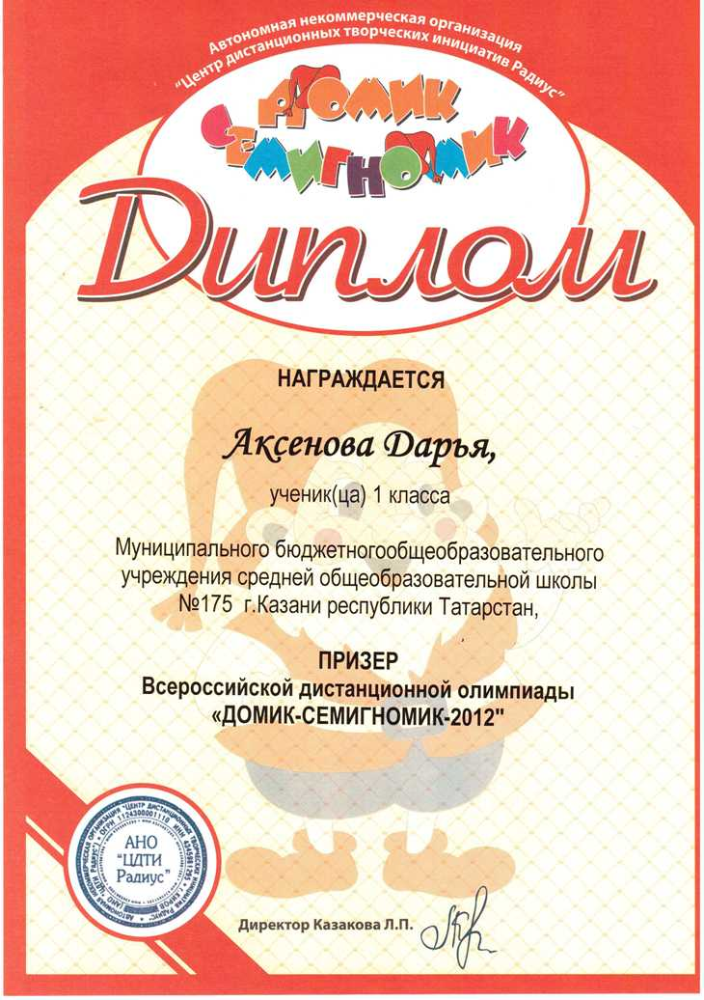 Автономная некоммерческая организация
"Центр дистанционных творческих инициатив Радиус"
ДОМИК
СЕМИГНОМИК
Диплом
НАГРАЖДАЕТСЯ
Аксенова Дарья,
ученик(ца) 1 класса
Муниципального бюджетногообщеобразовательного
учреждения средней общеобразовательной школы
№175 г.Казани республики Татарстан,
ПРИЗЕР
Всероссийской дистанционной олимпиады
«ДОМИК-СЕМИГНОМИК-2012"
АНО
"ЦДТИ
Радиус"
Директор Казакова Л.П.